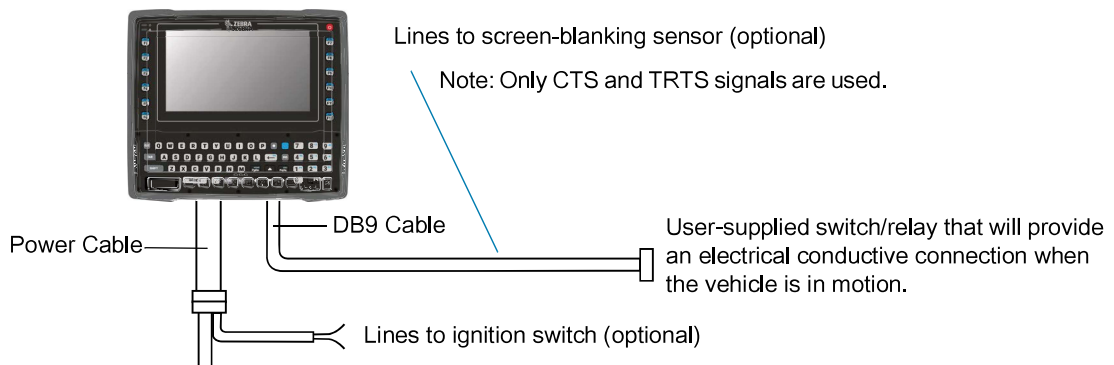 ZEBRA
Lines to screen-blanking sensor (optional)
Note: Only CTS and TRTS signals are used.
Q W E R T Y U I O P
A S D F G H J K L
Z X C V B N M
DB9 Cable
Power Cable
User-supplied switch/relay that will provide
an electrical conductive connection when
the vehicle is in motion.
Lines to ignition switch (optional)